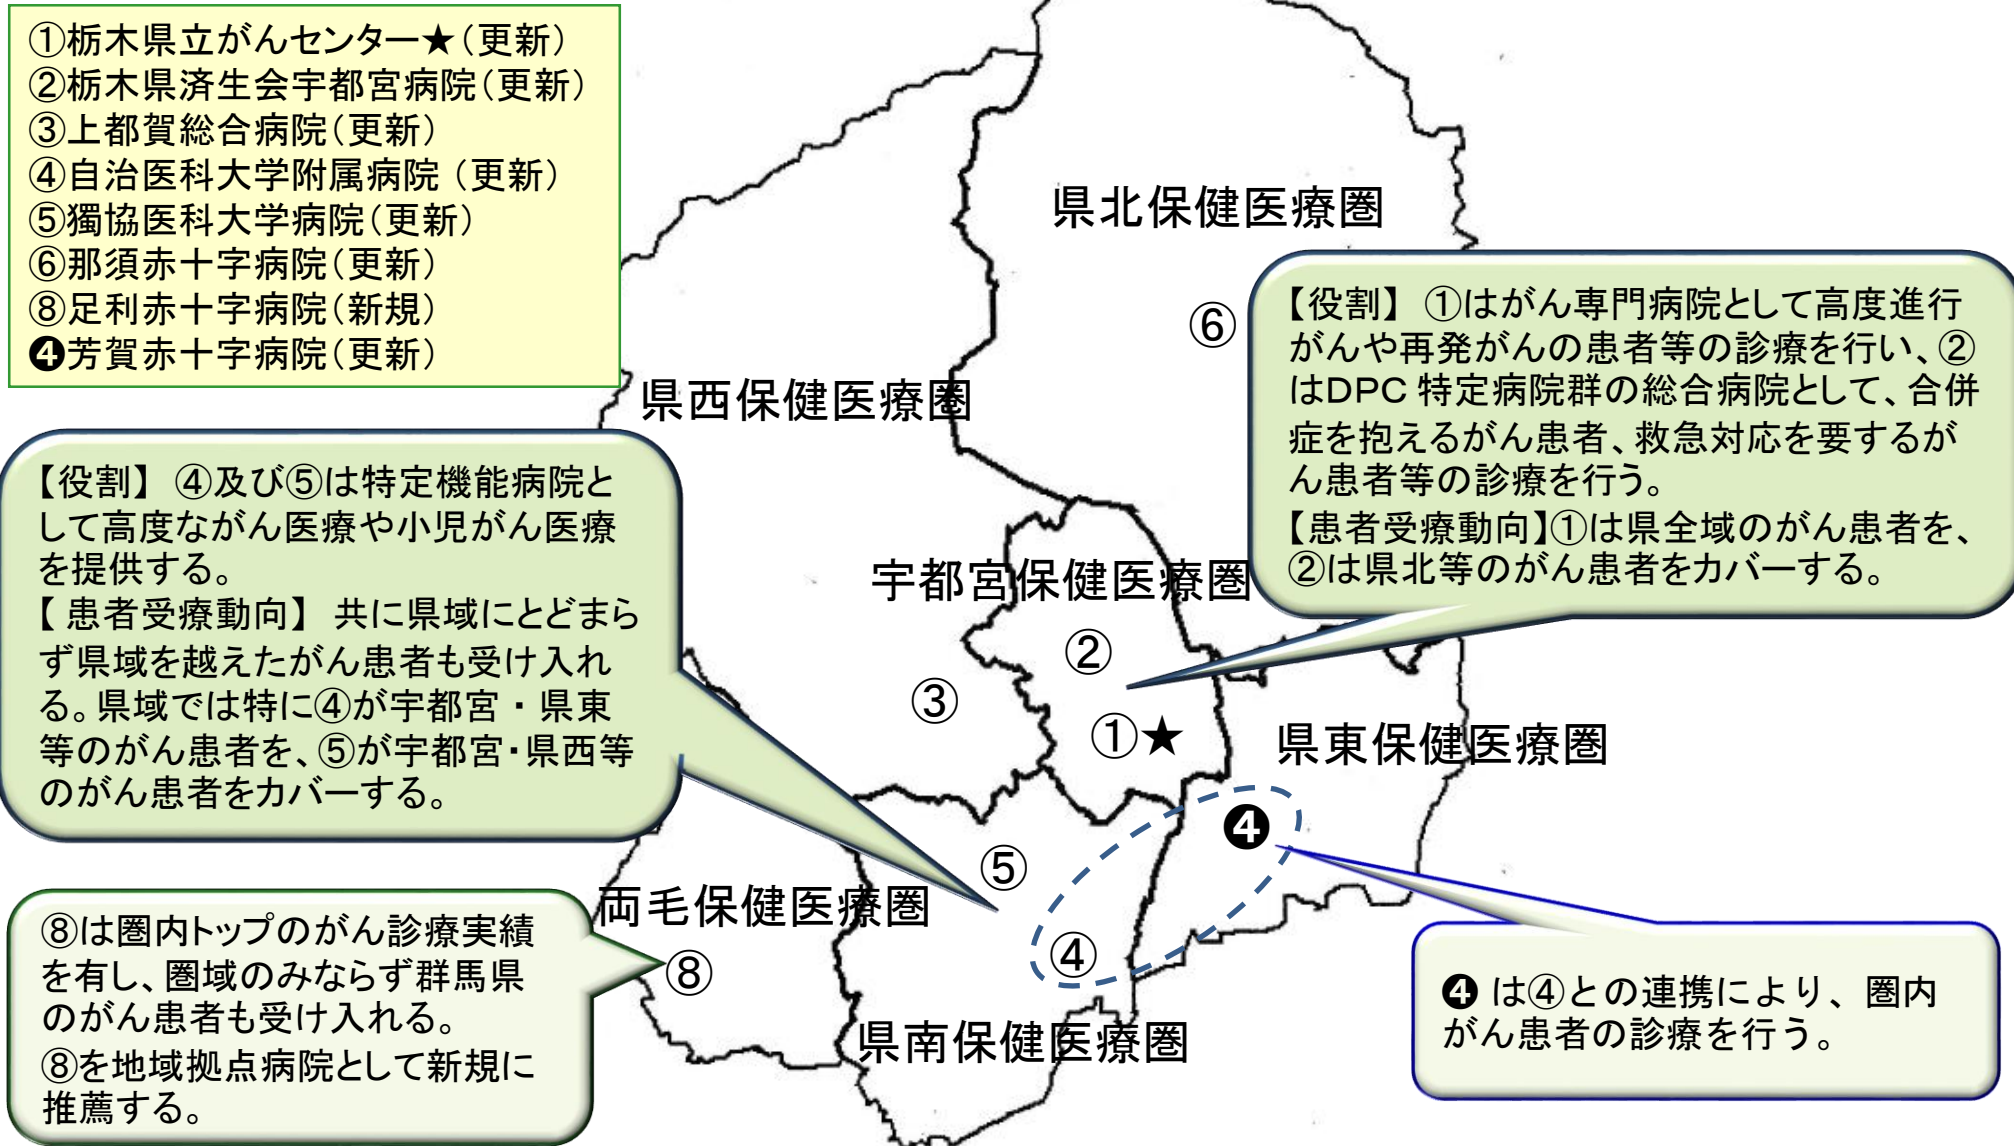 ①栃木県立がんセンター★(更新)
②栃木県済生会宇都宮病院(更新)
③上都賀総合病院(更新)
④自治医科大学附属病院 (更新)
⑤獨協医科大学病院(更新)
⑥那須赤十字病院(更新)
⑧足利赤十字病院(新規)
❹芳賀赤十字病院(更新)
県北保健医療圏
⑥
【役割】 ①はがん専門病院として高度進行
がんや再発がんの患者等の診療を行い、②
はDPC 特定病院群の総合病院として、合併
症を抱えるがん患者、救急対応を要するが
ん患者等の診療を行う。
【患者受療動向】①は県全域のがん患者を、
②は県北等のがん患者をカバーする。
県西保健医療圏
【役割】 ④及び⑤は特定機能病院と
して高度ながん医療や小児がん医療
を提供する。
【 患者受療動向】 共に県域にとどまら
ず県域を越えたがん患者も受け入れ
る。県域では特に④が宇都宮・県東
等のがん患者を、⑤が宇都宮・県西等
のがん患者をカバーする。
宇都宮保健医療圏
②
③
①★
県東保健医療圏
❹
⑤
両毛保健医療圏
④
⑧
県南保健医療圏
⑧は圏内トップのがん診療実績
を有し、圏域のみならず群馬県
のがん患者も受け入れる。
⑧を地域拠点病院として新規に
推薦する。
❹ は④との連携により、圏内
がん患者の診療を行う。